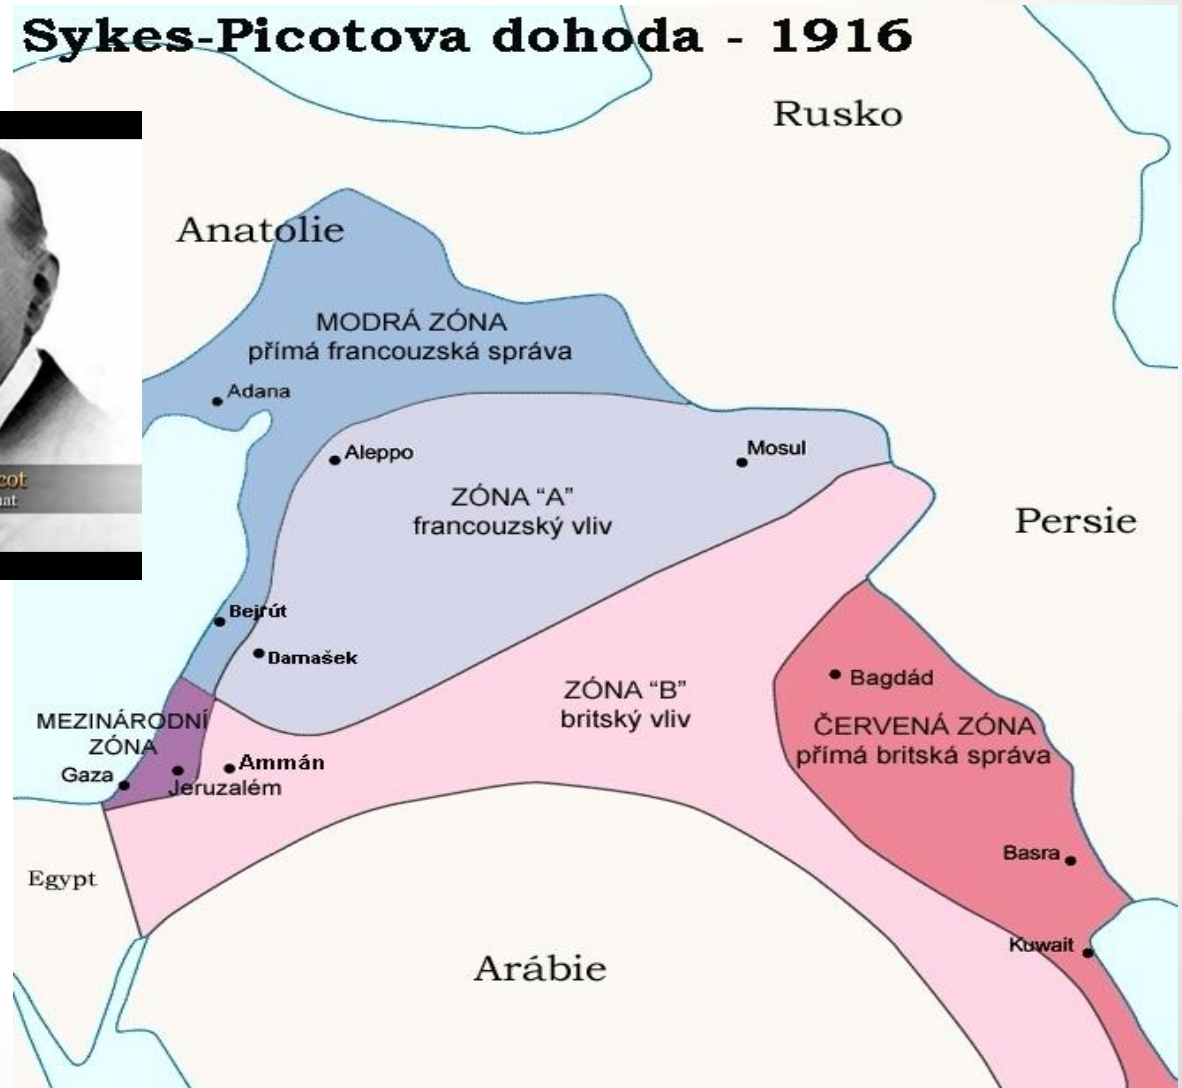 Sykes-Picotova dohoda - 1916
Rusko
Anatolie
MODRÁ ZÓNA
přímá francouzská správa
Adana
Aleppo
Mosul
ZÓNA “A”
francouzský vliv
Persie
Bejrút
Damašek
ZÓNA “B”
britský vliv
Bagdád
ČERVENÁ ZÓNA
přímá britská správa
MEZINÁRODNÍ
ZÓNA
Ammán
Gaza
Jeruzalém
Basra
Egypt
Kuwait
Arábie